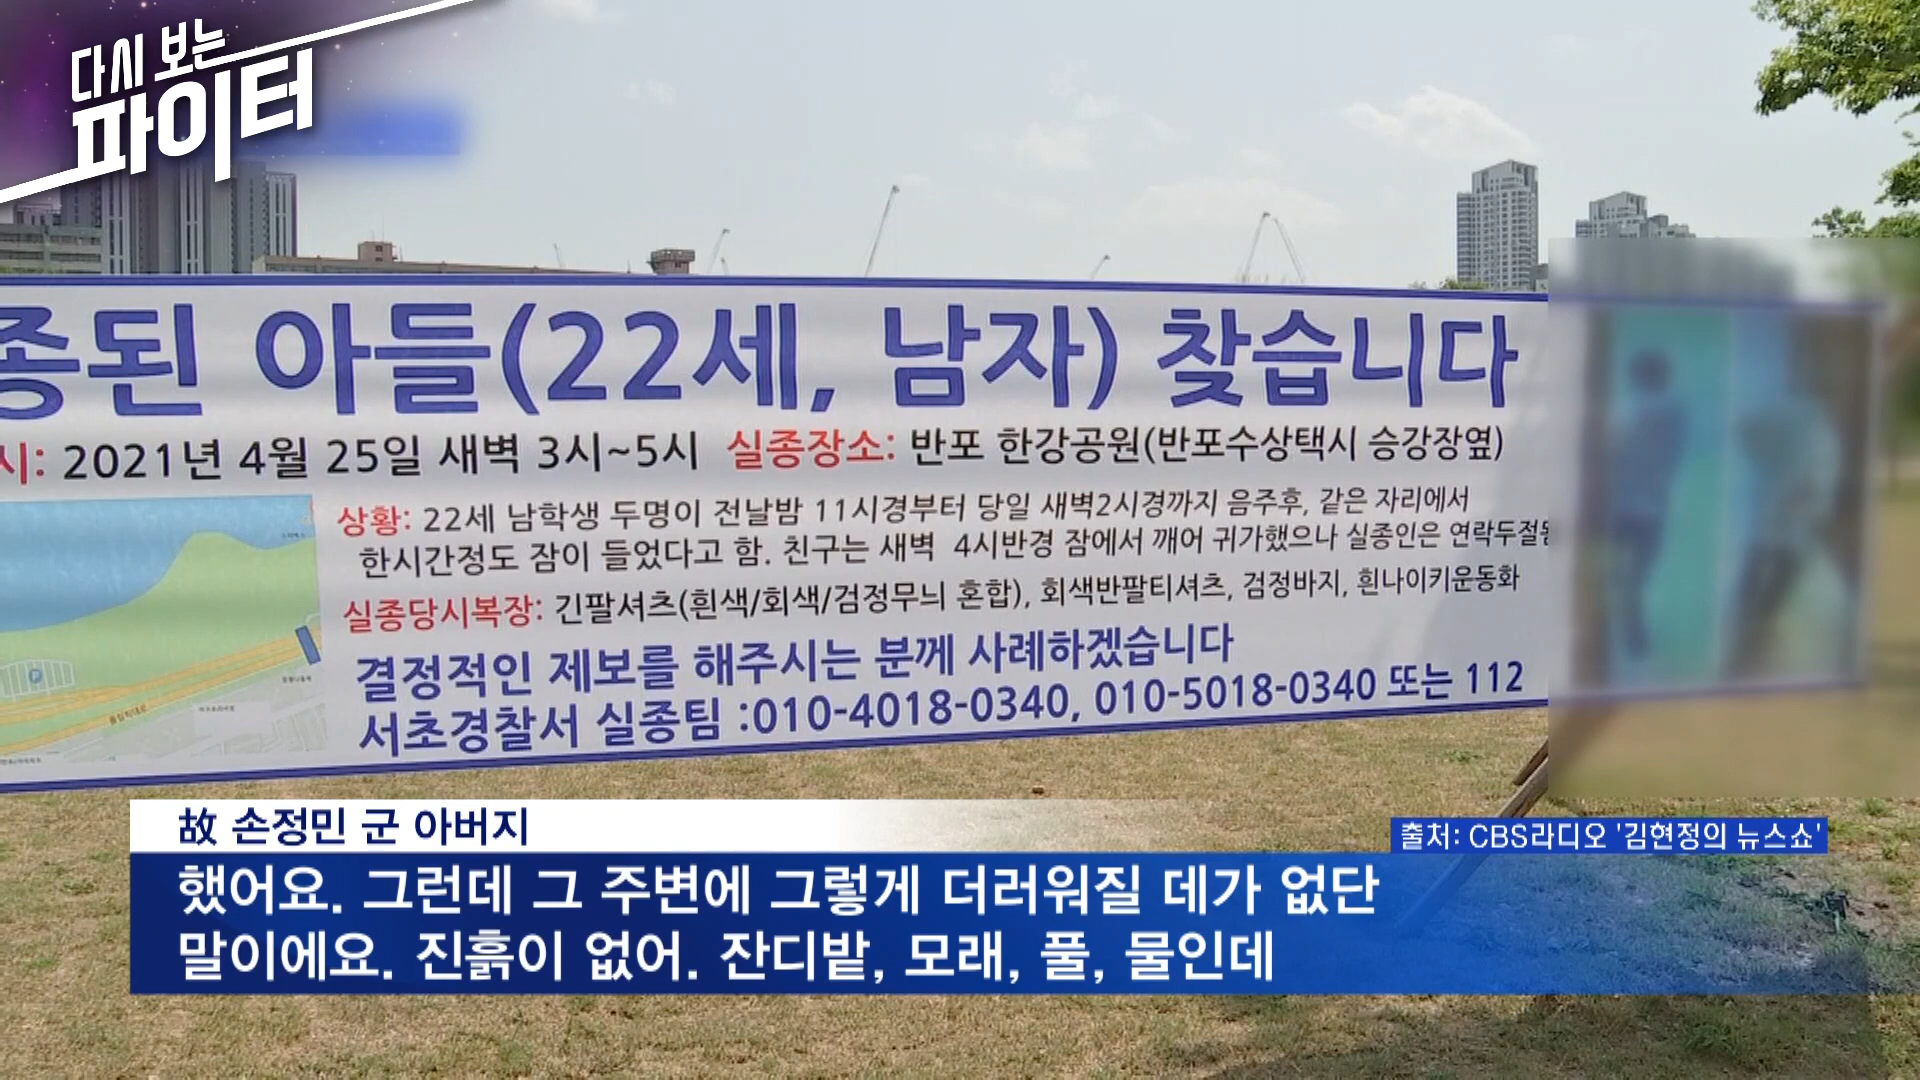 다시 보는
파이터
종된 아들(22세, 남자) 찾습니다
시: 2021년 4월 25일 새벽 3시~5시 실종장소: 반포 한강공원(반포수상택시 승강장옆)
상황: 22세 남학생 두명이 전날밤 11시경부터 당일 새벽2시경까지 음주후, 같은 자리에서
한시간정도 잠이 들었다고 함. 친구는 새벽 4시반경 잠에서 깨어 귀가했으나 실종인은 연락두절됨
실종당시복장: 긴팔셔츠(흰색/회색/검정무늬 혼합), 회색반팔티셔츠, 검정바지, 흰나이키운동화
결정적인 제보를 해주시는 분께 사례하겠습니다
서초경찰서 실종팀 :010-4018-0340, 010-5018-0340 또는 112
P
올림픽대로
故 손정민 군 아버지
출처: CBS라디오 '김현정의 뉴스쇼'
했어요. 그런데 그 주변에 그렇게 더러워질 데가 없단
말이에요. 진흙이 없어. 잔디밭, 모래, 풀, 물인데